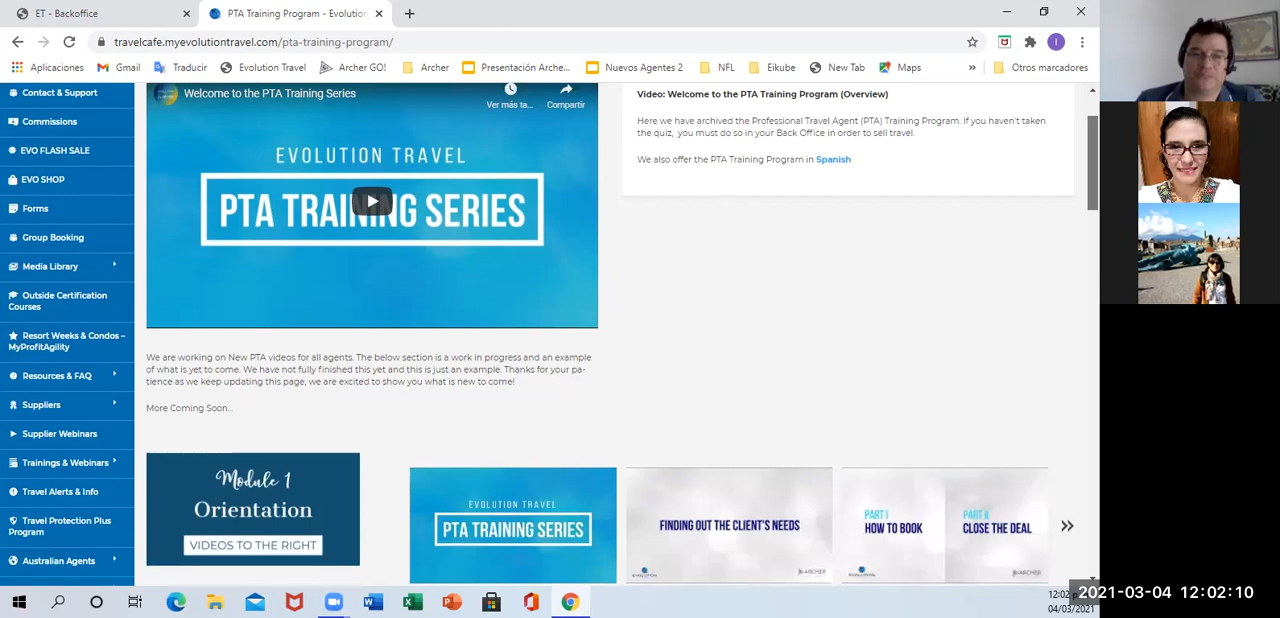 ET - Backoffice
PTA Training Program - Evolution
travelcafe.myevolutiontravel.com/pta-training-program/
I
Aplicaciones
Gmail
Traducir
Evolution Travel
Archer GO!
Archer
Presentación Arche...
Nuevos Agentes 2
NFL
Eikube
New Tab
Maps
»
Otros marcadores
Contact & Support
Commissions
EVO FLASH SALE
EVO SHOP
Forms
Group Booking
Media Library
Outside Certification
Courses
Resort Weeks & Condos –
MyProfitAgility
Resources & FAQ
Suppliers
Supplier Webinars
Trainings & Webinars
Travel Alerts & Info
Travel Protection Plus
Program
Australian Agents
Welcome to the PTA Training Series
Ver más ta...
Compartir
EVOLUTION TRAVEL
PTA TRAINING SERIES
Video: Welcome to the PTA Training Program (Overview)
Here we have archived the Professional Travel Agent (PTA) Training Program. If you haven't taken
the quiz, you must do so in your Back Office in order to sell travel.
We also offer the PTA Training Program in Spanish
We are working on New PTA videos for all agents. The below section is a work in progress and an example
of what is yet to come. We have not fully finished this yet and this is just an example. Thanks for your pa-
tience as we keep updating this page, we are excited to show you what is new to come!
More Coming Soon...
Module 1
Orientation
VIDEOS TO THE RIGHT
EVOLUTION TRAVEL
PTA TRAINING SERIES
FINDING OUT THE CLIENT'S NEEDS
ARCHER
PART I
HOW TO BOOK
PART II
CLOSE THE DEAL
ARCHER
»
12:02 p
04/03/2021
2021-03-04 12:02:10